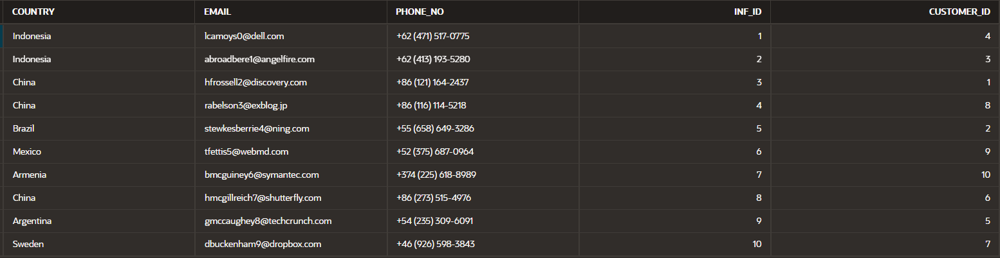 COUNTRY EMAIL PHONE_NO INF_ID CUSTOMER_ID
Indonesia lcamoys0@dell.com +62 (471) 517-0775 1 4
Indonesia abroadbere1@angelfire.com +62 (413) 193-5280 2 3
China hfrossell2@discovery.com +86 (121) 164-2437 3 1
China rabelson3@exblog.jp +86 (116) 114-5218 4 8
Brazil stewkesberrie4@ning.com +55 (658) 649-3286 5 2
Mexico tfettis5@webmd.com +52 (375) 687-0964 6 9
Armenia bmcguiney6@symantec.com +374 (225) 618-8989 7 10
China hmcgillreich7@shutterfly.com +86 (273) 515-4976 8 6
Argentina gmccaughey8@techcrunch.com +54 (235) 309-6091 9 5
Sweden dbuckenham9@dropbox.com +46 (926) 598-3843 10 7